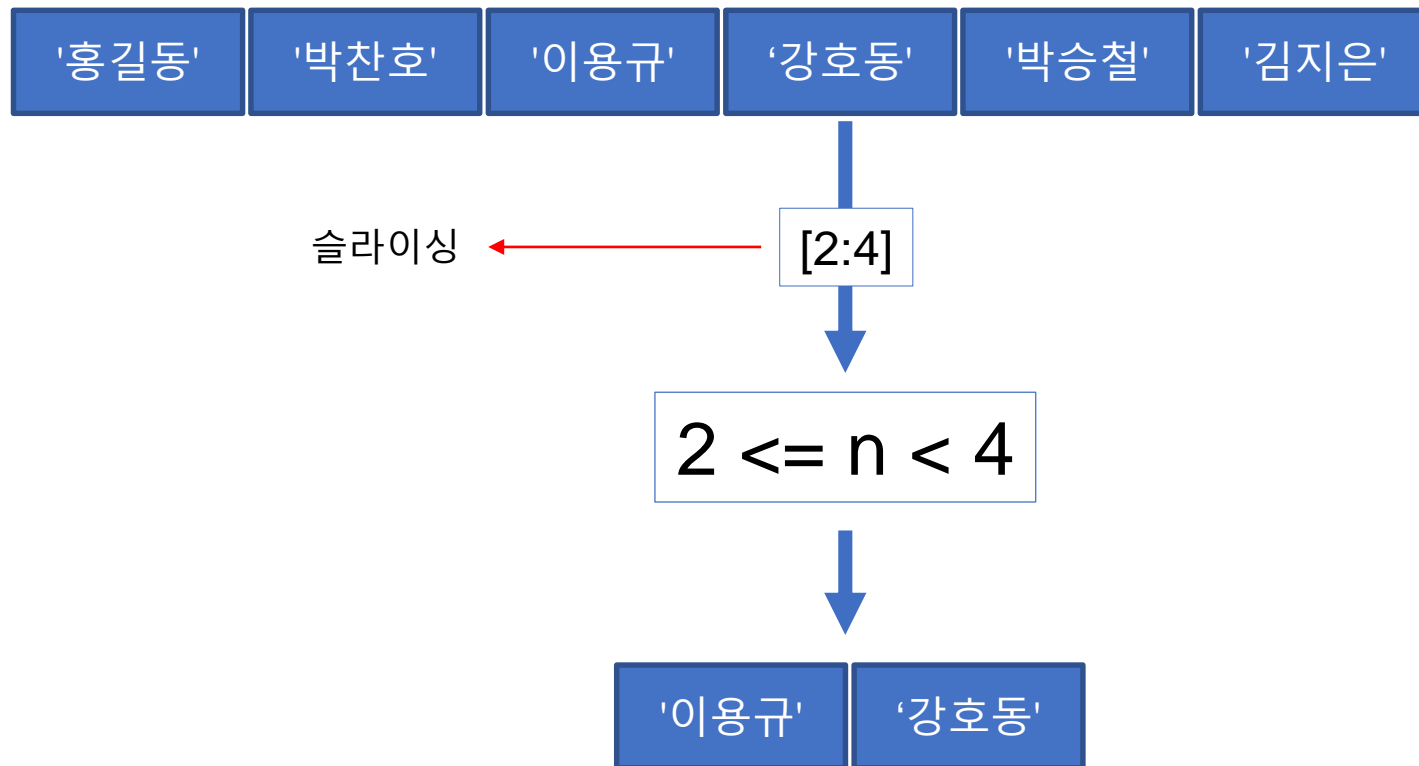 '홍길동' '박찬호' '이용규' ‘강호동' '박승철' '김지은'
슬라이싱 [2:4]
2 <= n < 4
'이용규' ‘강호동'